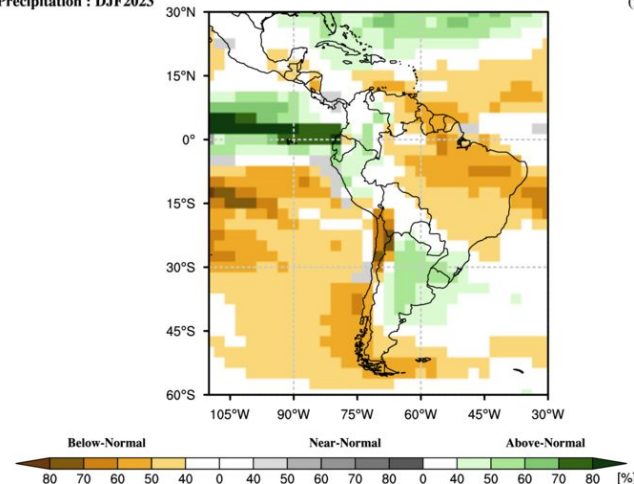 Precipitation : DJF2023 (
30°N
15°N
0°
15°S
30°S
45°S
60°S
105°W 90°W 75°W 60°W 45°W 30°W
Below-Normal Near-Normal Above-Normal
80 70 60 50 40 0 40 50 60 70 80 0 40 50 60 70 80 [%]